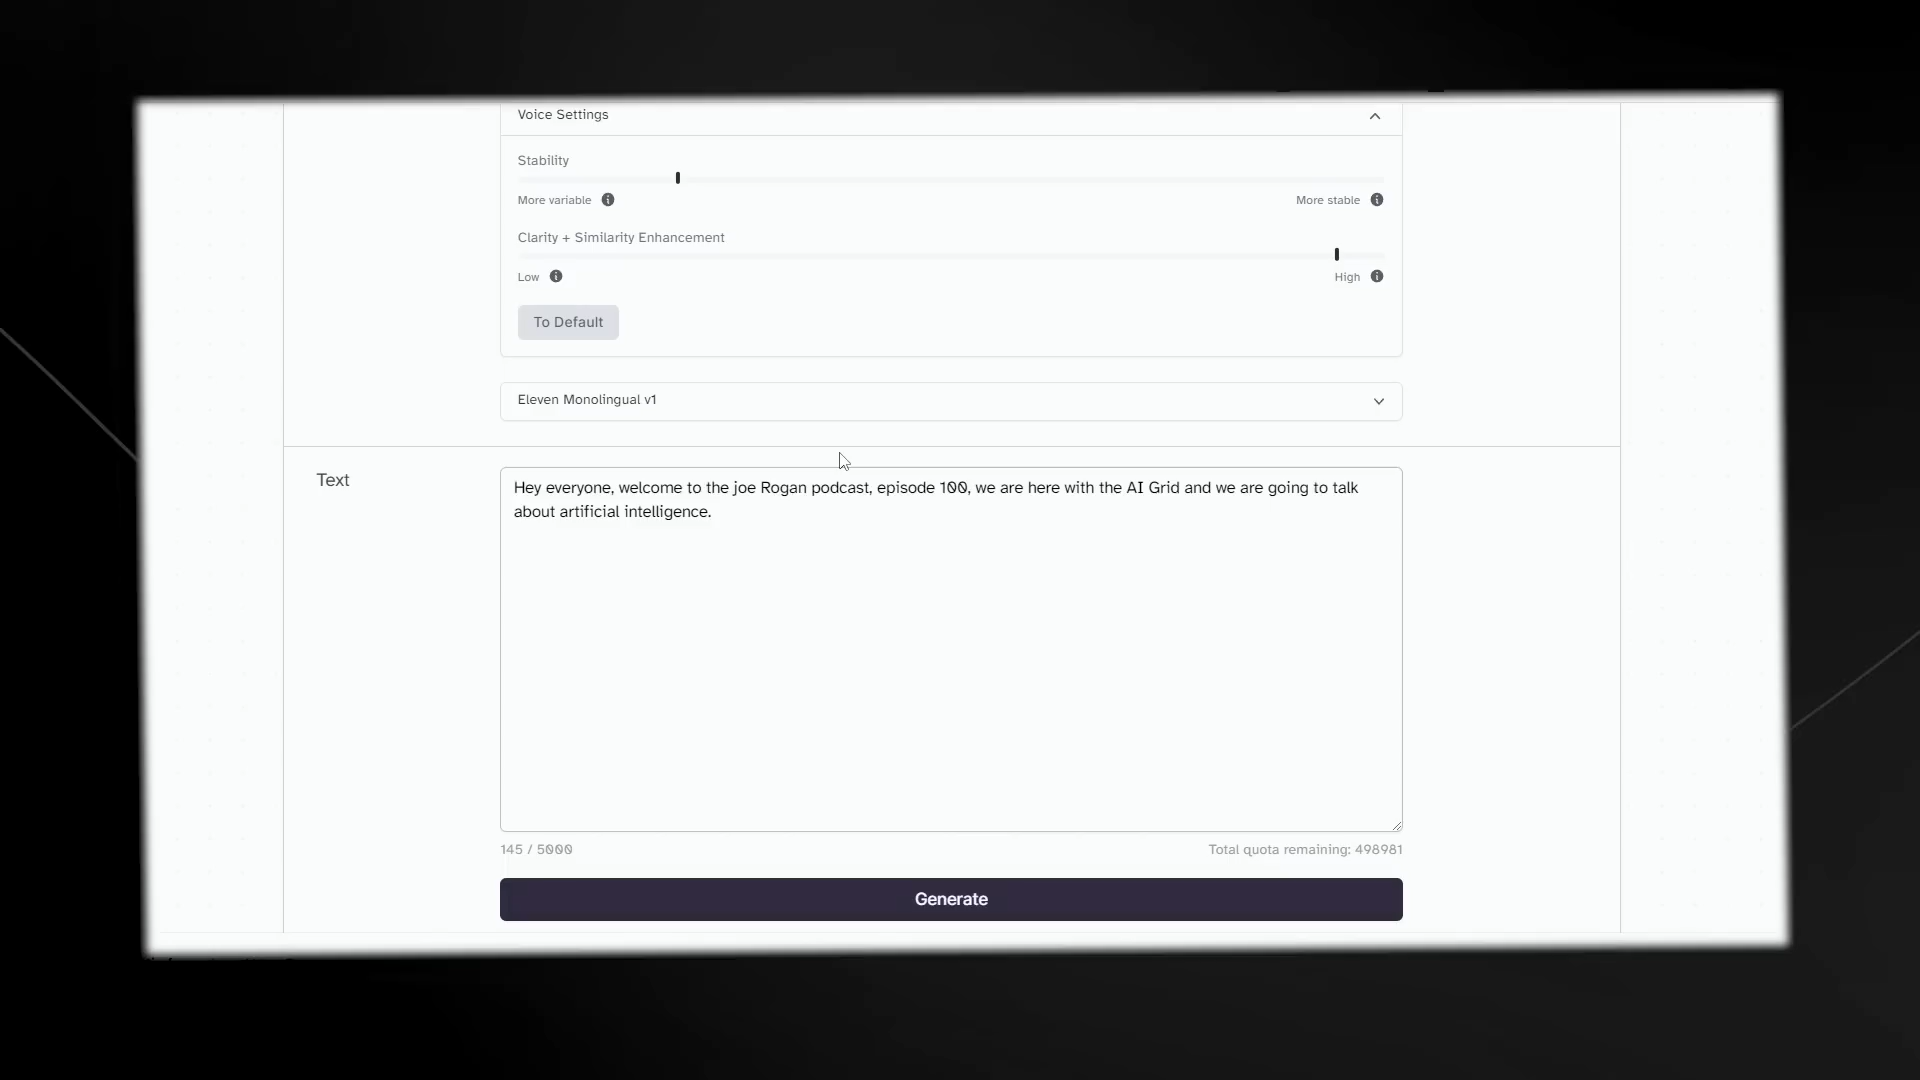 Voice Settings
Stability
More variable
More stable
Clarity + Similarity Enhancement
Low
High
To Default
Eleven Monolingual v1
Text
Hey everyone, welcome to the joe Rogan podcast, episode 100, we are here with the AI Grid and we are going to talk
about artificial intelligence.
145 / 5000
Total quota remaining: 498981
Generate